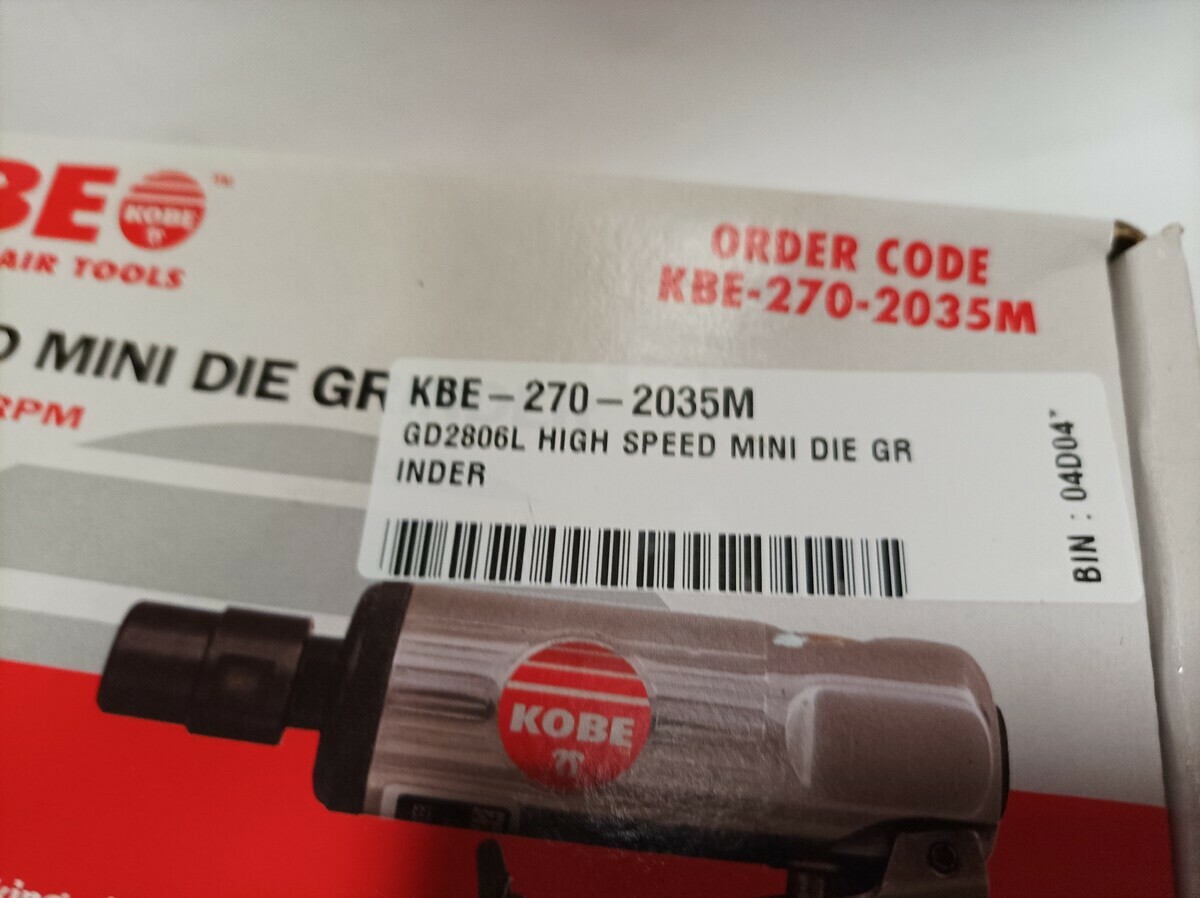 BE KOBE ™
AIR TOOLS
ORDER CODE
KBE-270-2035M
D MINI DIE GR
RPM
KBE-270-2035M
GD2806L HIGH SPEED MINI DIE GR
INDER
BIN : 04D04"
KOBE